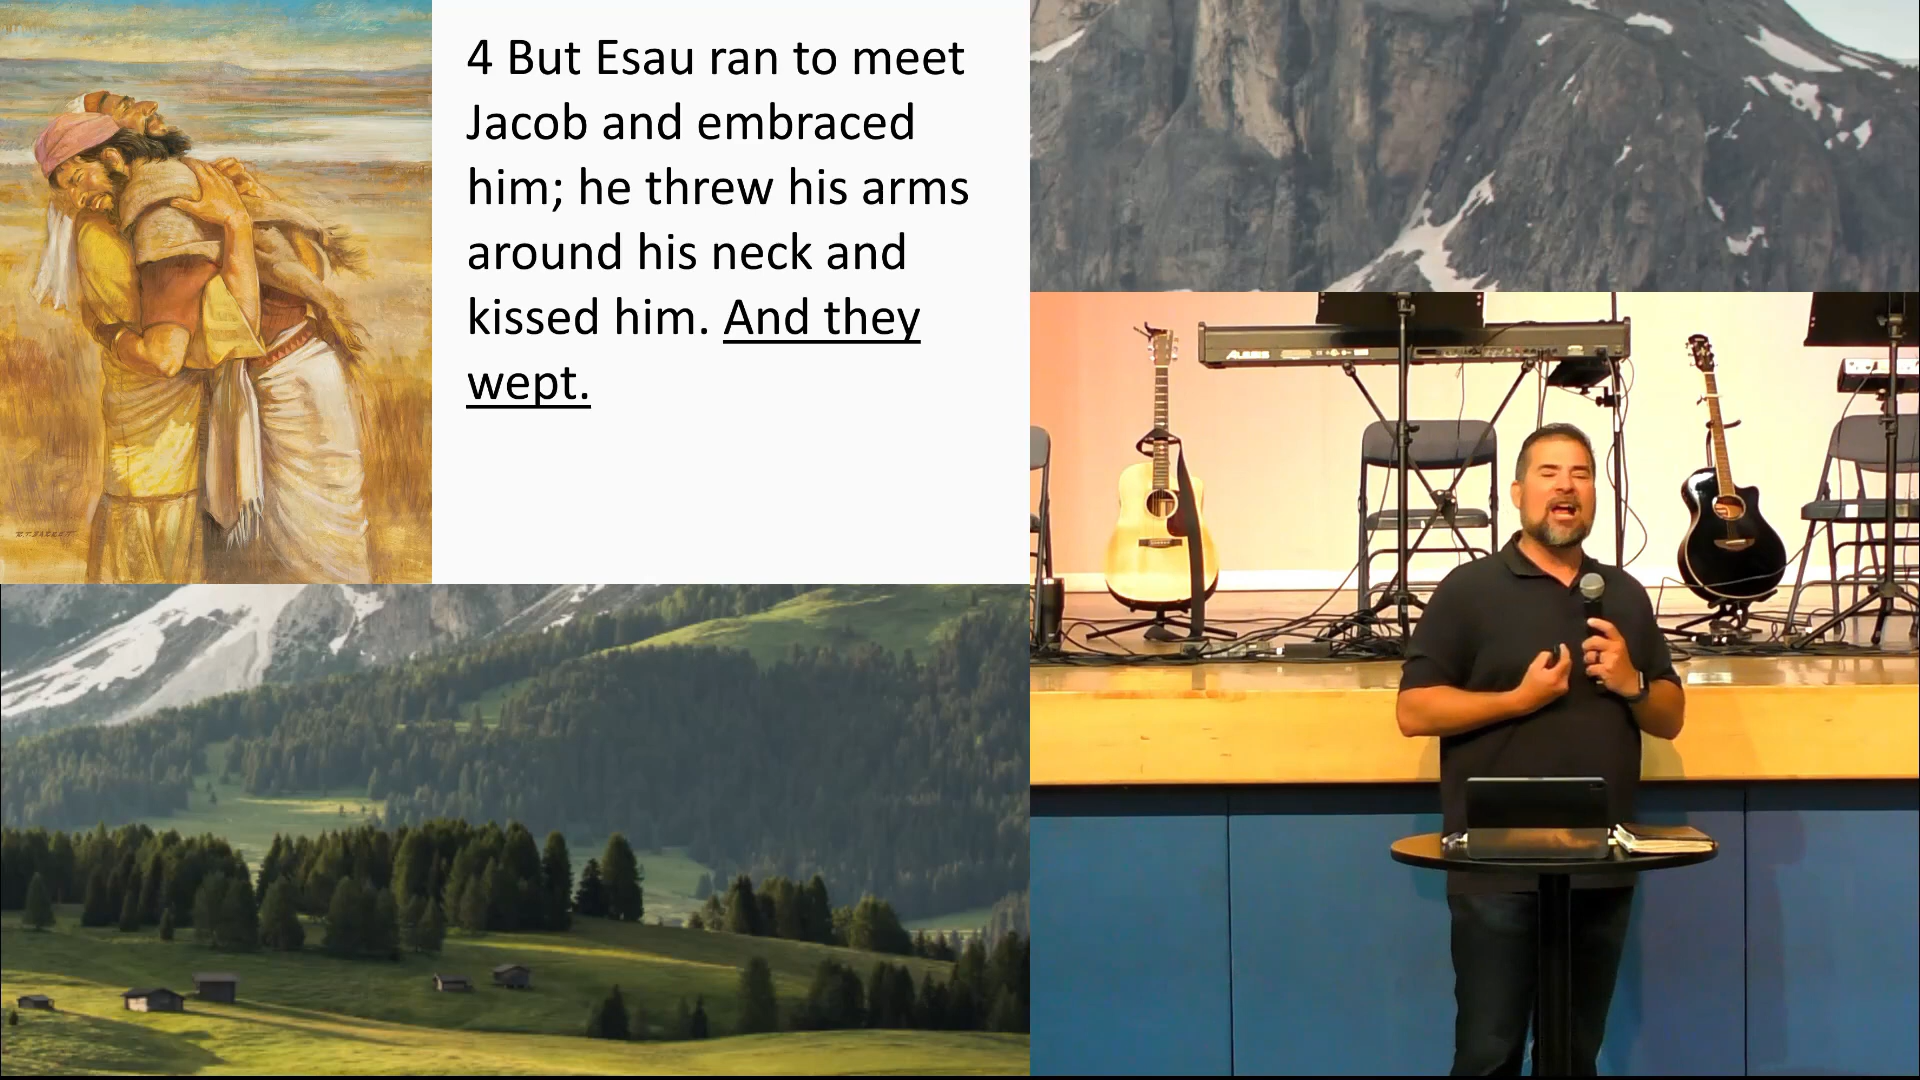 4 But Esau ran to meet
Jacob and embraced
him; he threw his arms
around his neck and
kissed him. And they
wept.
ALESIS